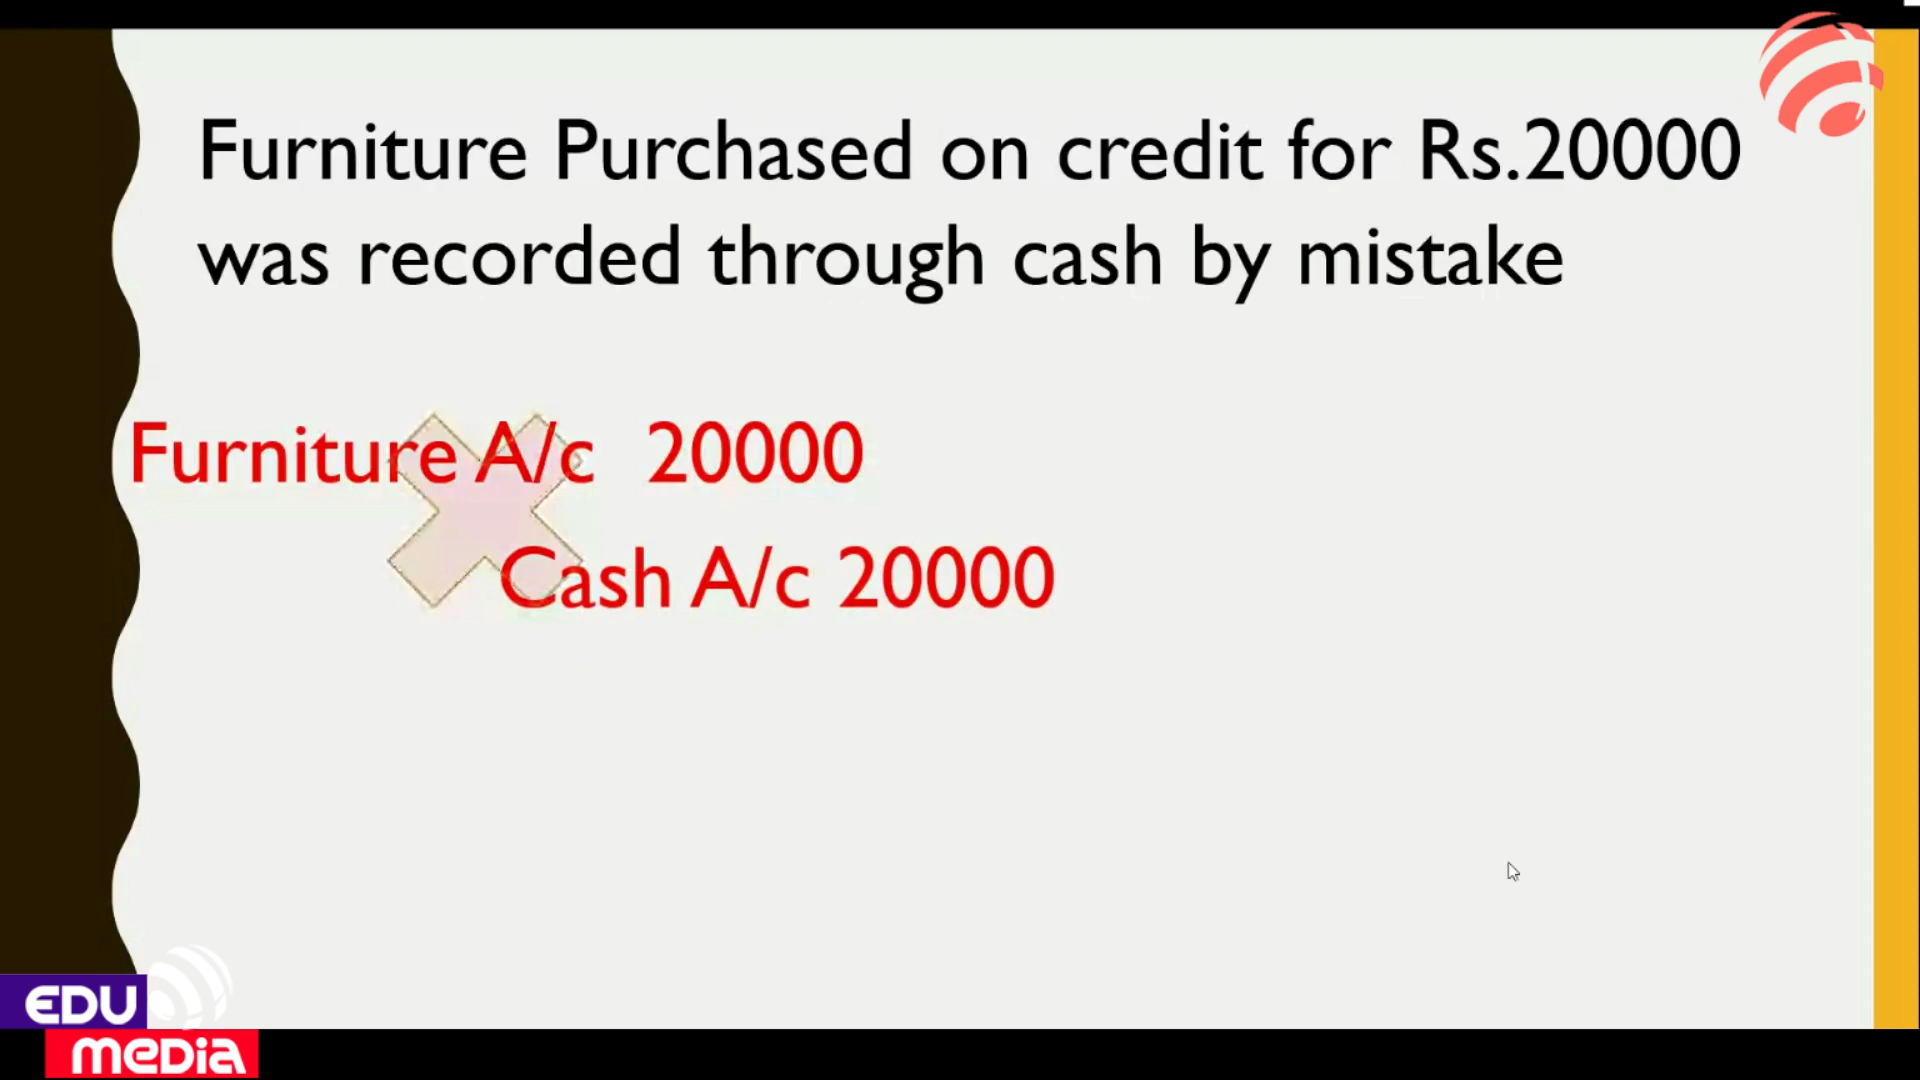 Furniture Purchased on credit for Rs.20000
was recorded through cash by mistake
Furniture A/c 20000
Cash A/c 20000
EDU
meDia